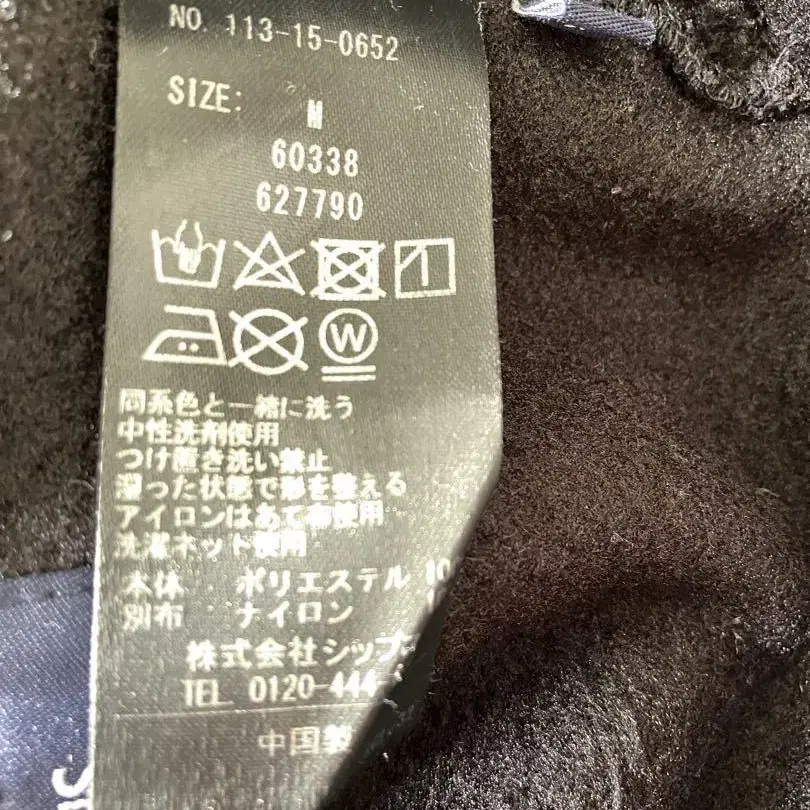 NO. 113-15-0652
SIZE: M
60338
627790
W
同系色と一緒に洗う
中性洗剤使用
つけ置き洗い禁止
湿った状態で形を整える
アイロンはあて布使用
洗濯ネット使用
本体 ポリエステル 10
別布 ナイロン
株式会社シップ
TEL 0120-444-
中国製